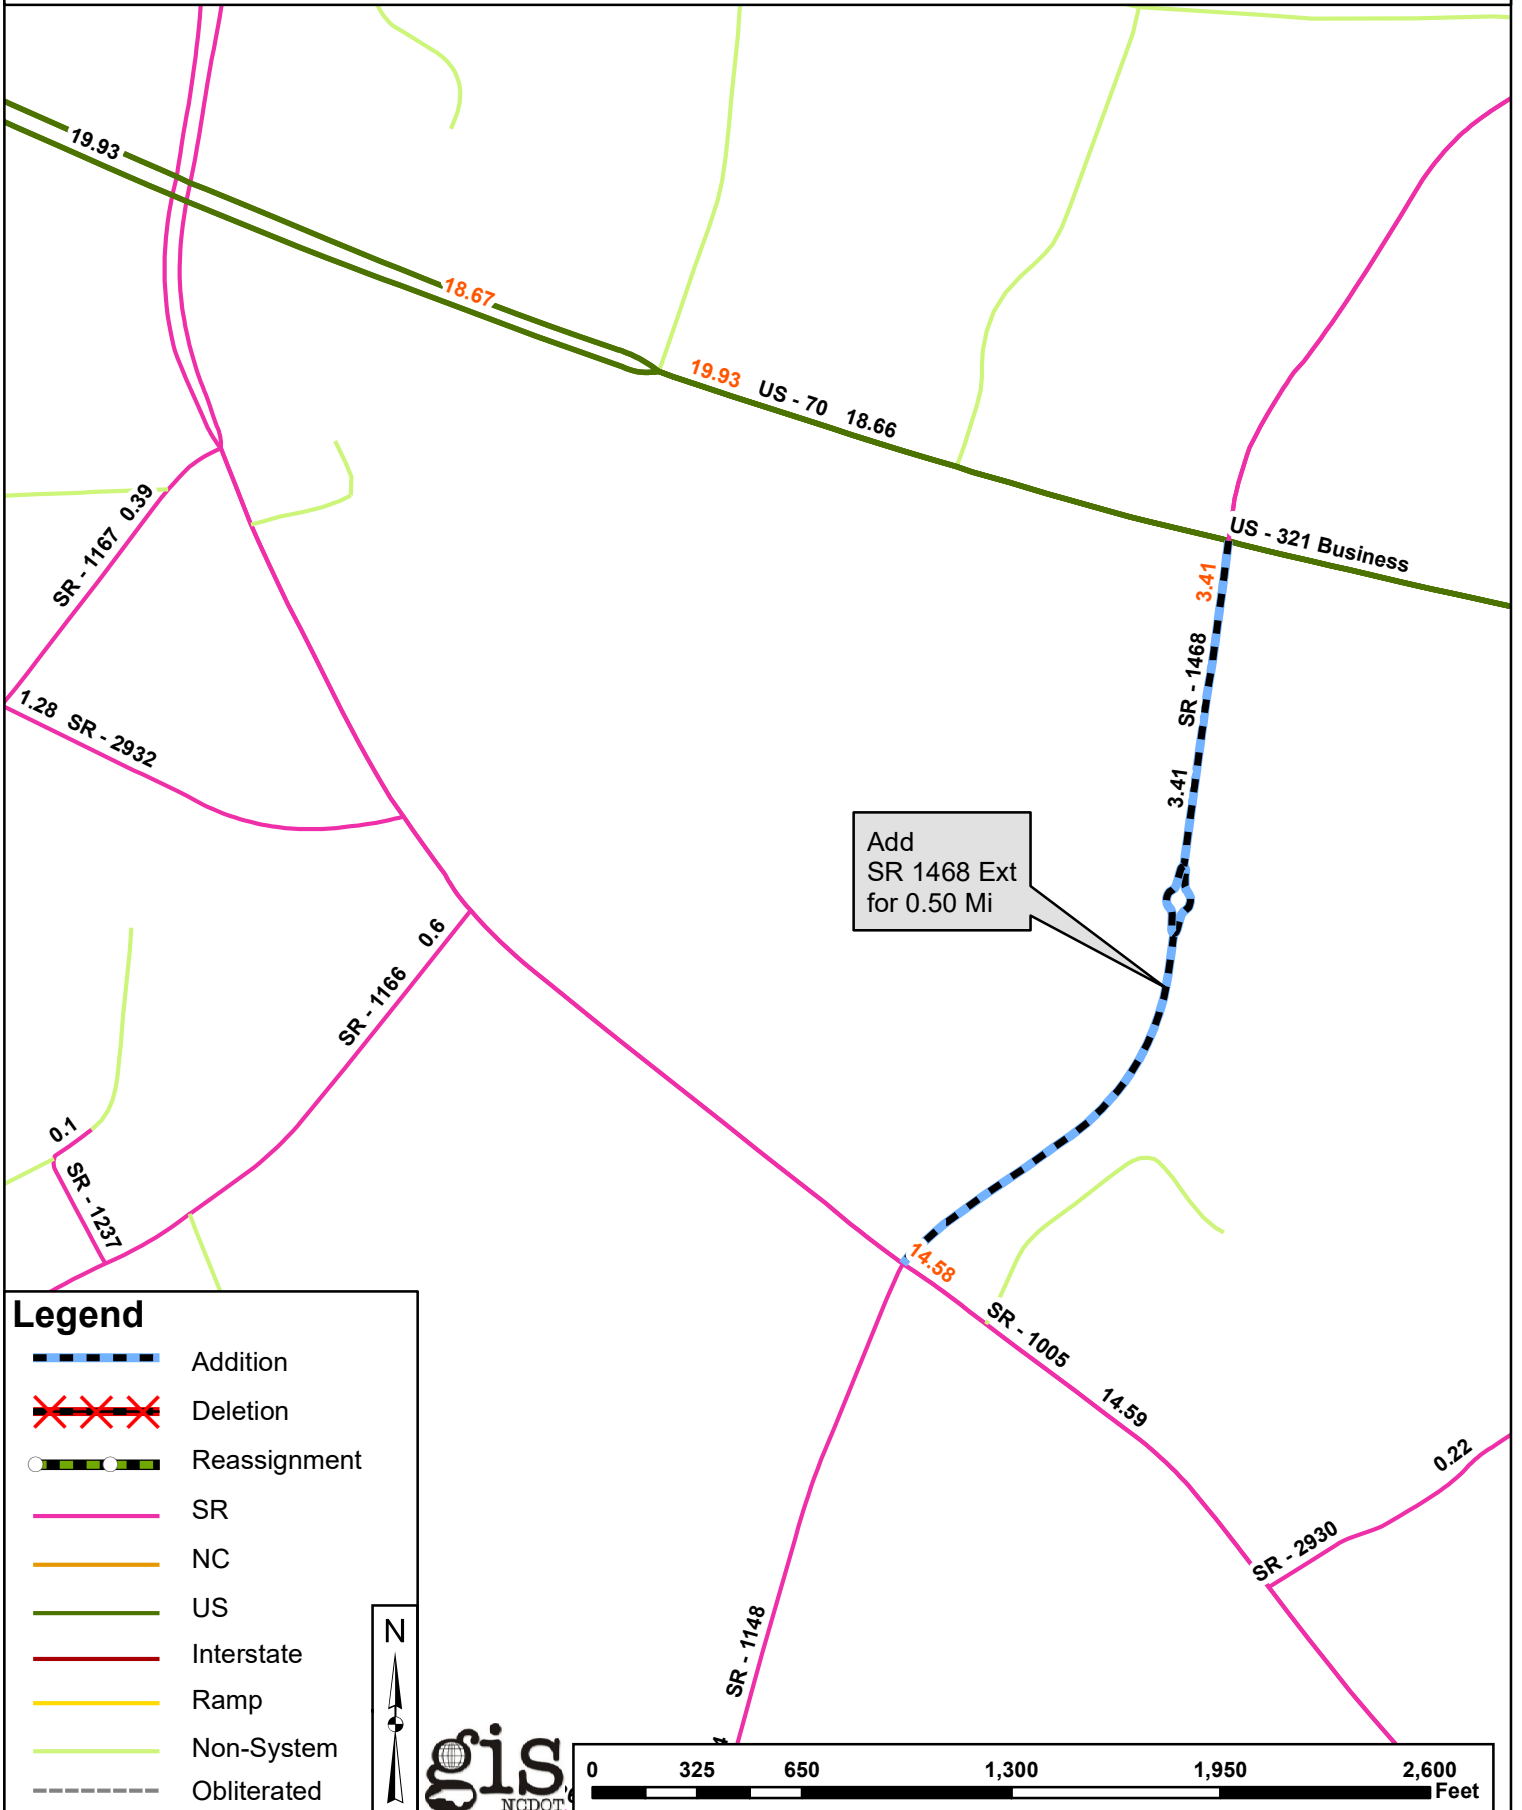 19.93
18.67
19.93
US - 70 18.66
US - 321 Business
3.41
SR - 1468
3.41
SR - 1167 0.39
1.28 SR - 2932
Add
SR 1468 Ext
for 0.50 Mi
0.6
SR - 1166
0.1
SR - 1237
14.58
SR - 1005
14.59
0.22
SR - 2930
SR - 1148
Legend
Addition
Deletion
Reassignment
SR
NC
US
Interstate
Ramp
Non-System
Obliterated
N
gis
NCDOT
0 325 650 1,300 1,950 2,600
Feet